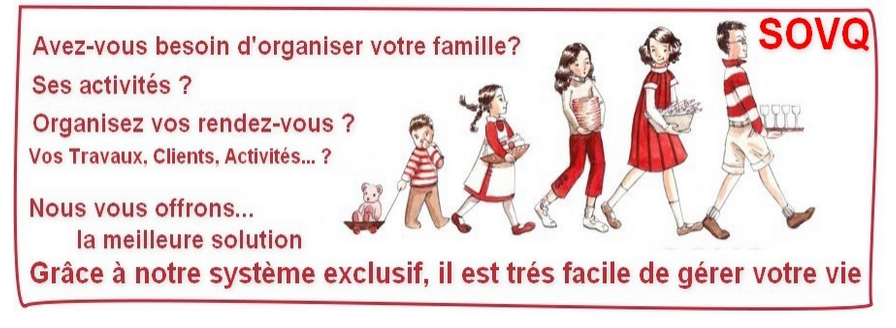 Avez-vous besoin d'organiser votre famille?
SOVQ
Ses activités ?
Organisez vos rendez-vous ?
Vos Travaux, Clients, Activités... ?
Nous vous offrons...
la meilleure solution
Grâce à notre système exclusif, il est trés facile de gérer votre vie